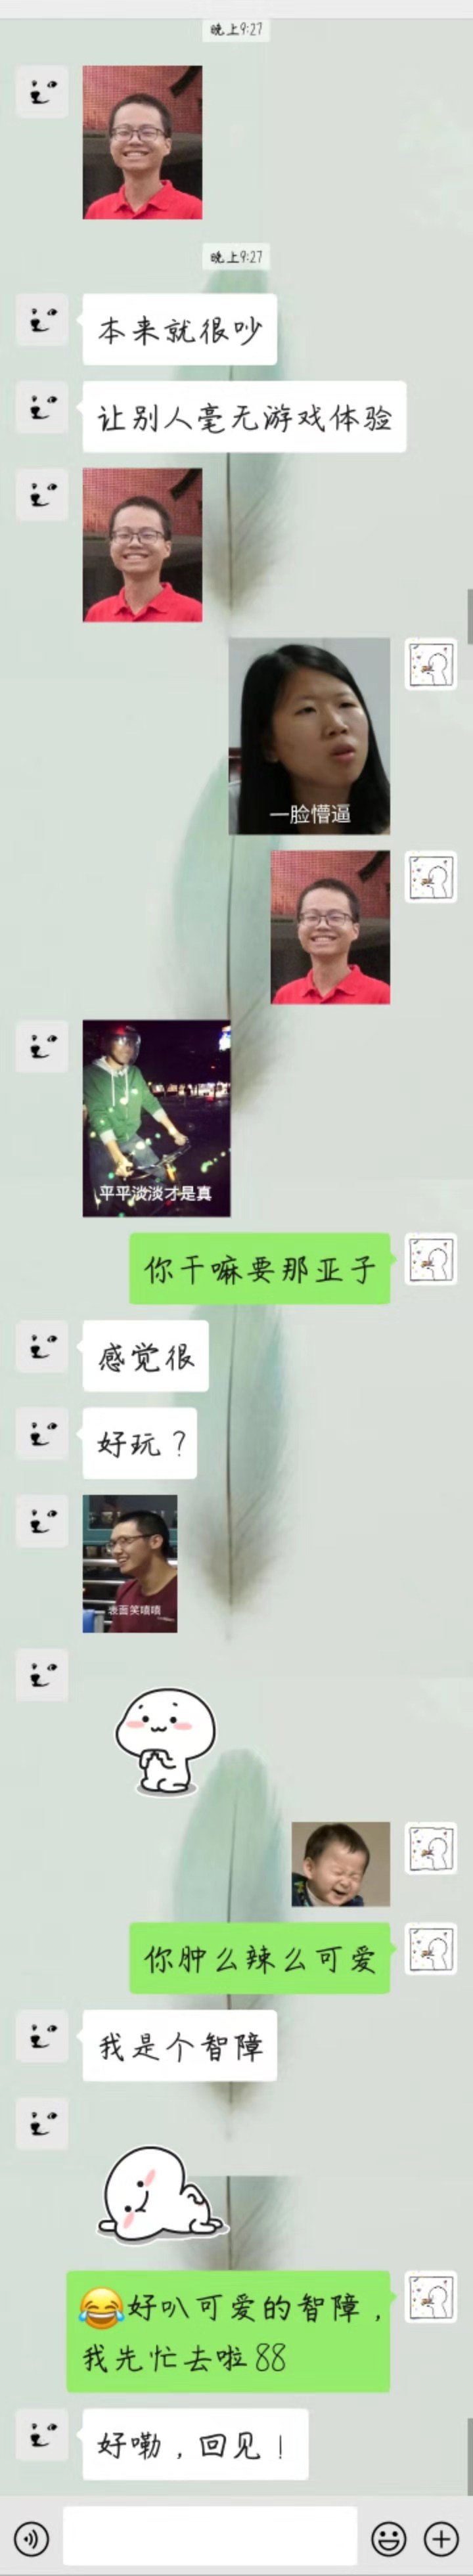 晚上9:27
晚上9:27
本来就很吵
让别人毫无游戏体验
一脸懵逼
平平淡淡才是真
你干嘛要那亚子
感觉很
好玩？
表面笑嘻嘻
你肿么辣么可爱
我是个智障
😂好叭可爱的智障，
我先忙去啦88
好嘞，回见！